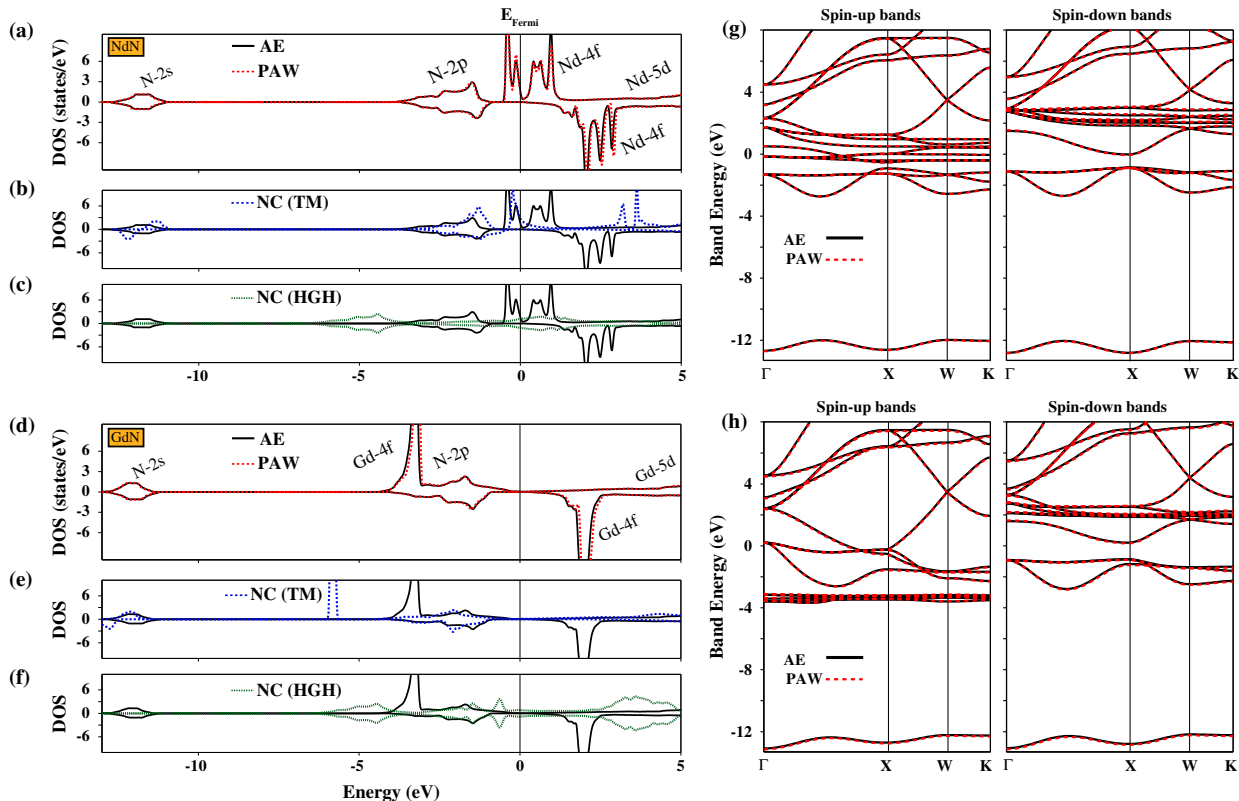 E_Fermi
(a)
NdN
AE
PAW
N-2s
N-2p
Nd-4f
Nd-5d
Nd-4f
DOS (states/eV)
6
3
0
-3
-6
(b)
NC (TM)
DOS
6
0
-6
(c)
NC (HGH)
DOS
6
0
-6
-10
-5
0
5
(d)
GdN
AE
PAW
N-2s
Gd-4f
N-2p
Gd-5d
Gd-4f
DOS (states/eV)
6
3
0
-3
-6
(e)
NC (TM)
DOS
6
0
-6
(f)
NC (HGH)
DOS
6
0
-6
-10
-5
0
5
Energy (eV)
Spin-up bands
Spin-down bands
(g)
Band Energy (eV)
4
0
-4
-8
-12
AE
PAW
AE
PAW
Γ
X
W
K
Γ
X
W
K
Spin-up bands
Spin-down bands
(h)
Band Energy (eV)
4
0
-4
-8
-12
AE
PAW
AE
PAW
Γ
X
W
K
Γ
X
W
K